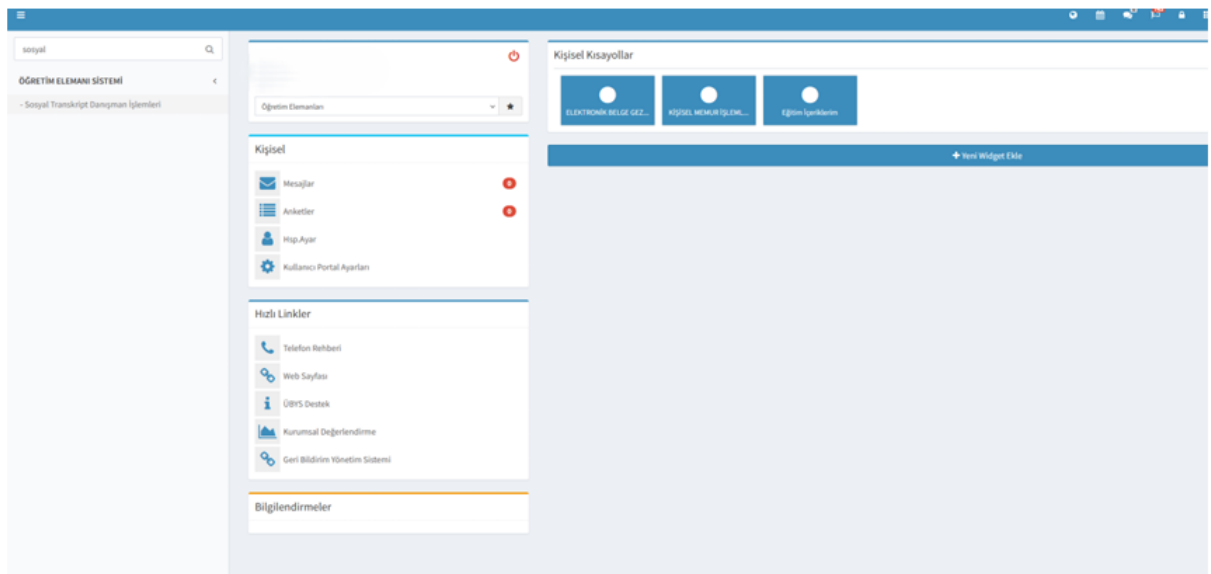 sosyal
ÖĞRETİM ELEMANI SİSTEMİ
- Sosyal Transkript Danışman İşlemleri
Öğretim Elemanları
Kişisel
Mesajlar
0
Anketler
0
Hsp.Ayar
Kullanıcı Portal Ayarları
Hızlı Linkler
Telefon Rehberi
Web Sayfası
ÜBYS Destek
Kurumsal Değerlendirme
Geri Bildirim Yönetim Sistemi
Bilgilendirmeler
Kişisel Kısayollar
ELEKTRONİK BELGE GEZ...
KİŞİSEL MEMUR İŞLEML...
Eğitim İçeriklerim
+ Yeni Widget Ekle